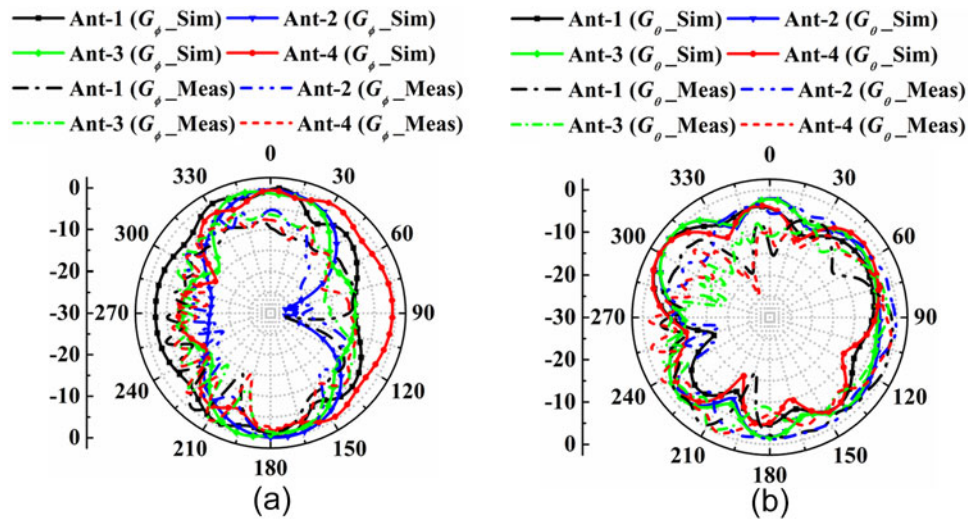 Ant-1 (Gϕ_Sim) Ant-2 (Gϕ_Sim)
Ant-3 (Gϕ_Sim) Ant-4 (Gϕ_Sim)
Ant-1 (Gϕ_Meas) Ant-2 (Gϕ_Meas)
Ant-3 (Gϕ_Meas) Ant-4 (Gϕ_Meas)
0
330 30
0
-10
300 60
-20
270 -30 90
-20
240 120
-10
0
210 150
180
(a)
Ant-1 (Gθ_Sim) Ant-2 (Gθ_Sim)
Ant-3 (Gθ_Sim) Ant-4 (Gθ_Sim)
Ant-1 (Gθ_Meas) Ant-2 (Gθ_Meas)
Ant-3 (Gθ_Meas) Ant-4 (Gθ_Meas)
0
330 30
0
-10
300 60
-20
-30 270 90
-20
240 120
-10
0
210 150
180
(b)